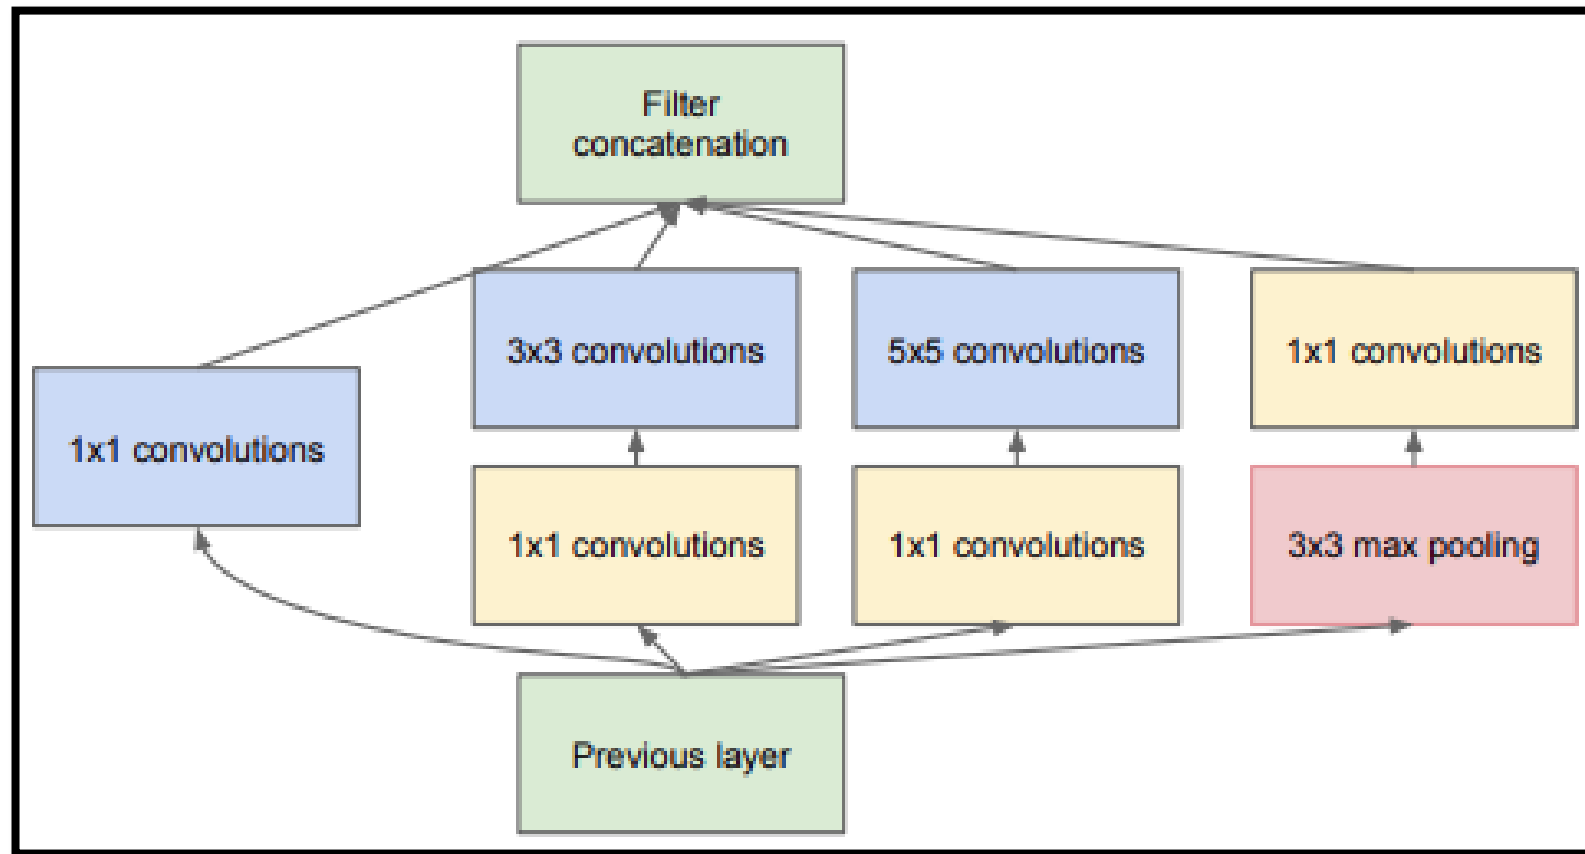 Filter
concatenation
3x3 convolutions
5x5 convolutions
1x1 convolutions
1x1 convolutions
1x1 convolutions
1x1 convolutions
3x3 max pooling
Previous layer